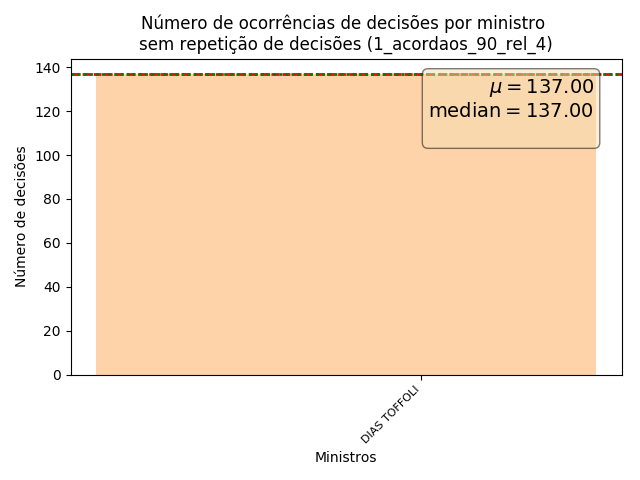 Número de ocorrências de decisões por ministro
sem repetição de decisões (1_acordaos_90_rel_4)
140
120
100
80
60
40
20
0
Número de decisões
μ = 137.00
median = 137.00
DIAS TOFFOLI
Ministros